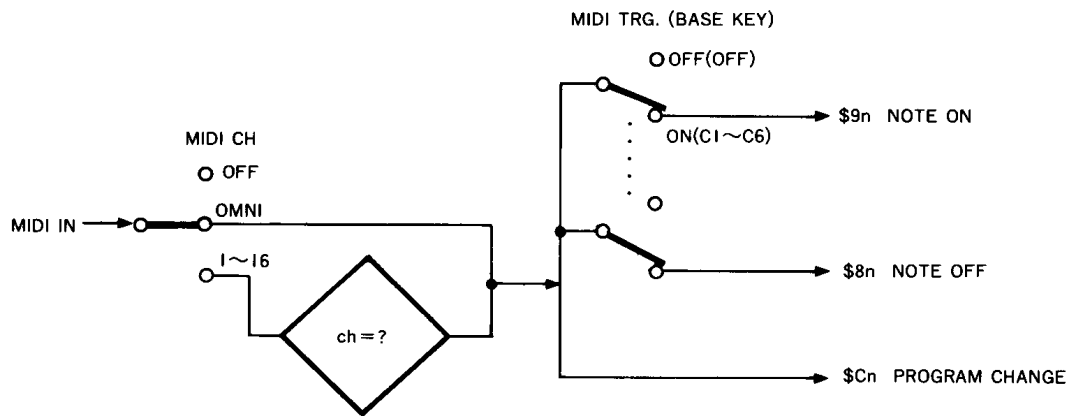 MIDI TRG. (BASE KEY)
OFF(OFF)
$9n NOTE ON
ON(C1~C6)
MIDI CH
OFF
OMNI
MIDI IN
1~16
$8n NOTE OFF
ch=?
$Cn PROGRAM CHANGE